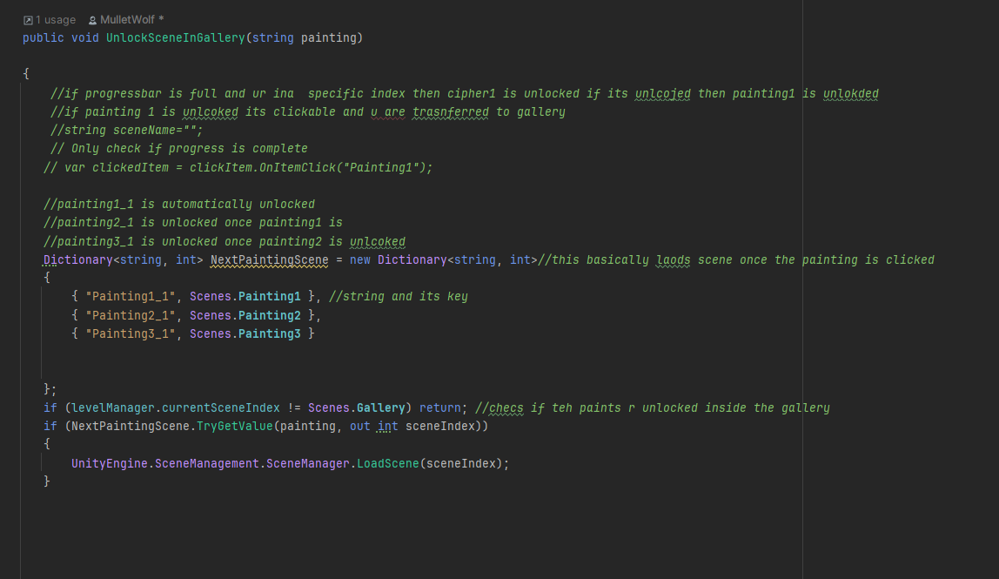 1 usage MulletWolf *
public void UnlockSceneInGallery(string painting)
{
//if progressbar is full and ur ina  specific index then cipher1 is unlocked if its unlcojed then painting1 is unlokded
//if painting 1 is unlcoked its clickable and u are trasnferred to gallery
//string sceneName="";
// Only check if progress is complete
// var clickedItem = clickItem.OnItemClick("Painting1");
//painting1_1 is automatically unlocked
//painting2_1 is unlocked once painting1 is
//painting3_1 is unlocked once painting2 is unlcoked
Dictionary<string, int> NextPaintingScene = new Dictionary<string, int>//this basically laods scene once the painting is clicked
{
{ "Painting1_1", Scenes.Painting1 }, //string and its key
{ "Painting2_1", Scenes.Painting2 },
{ "Painting3_1", Scenes.Painting3 }
};
if (levelManager.currentSceneIndex != Scenes.Gallery) return; //checs if teh paints r unlocked inside the gallery
if (NextPaintingScene.TryGetValue(painting, out int sceneIndex))
{
UnityEngine.SceneManagement.SceneManager.LoadScene(sceneIndex);
}